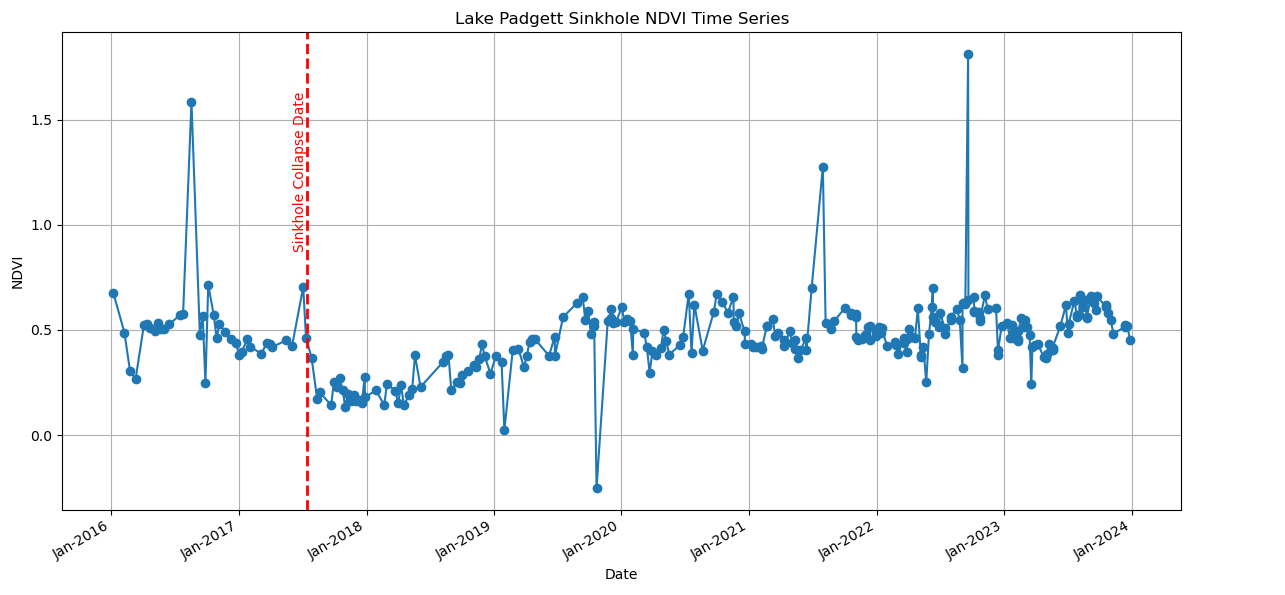 Lake Padgett Sinkhole NDVI Time Series
NDVI
1.5
1.0
0.5
0.0
Sinkhole Collapse Date
Jan-2016
Jan-2017
Jan-2018
Jan-2019
Jan-2020
Jan-2021
Jan-2022
Jan-2023
Jan-2024
Date